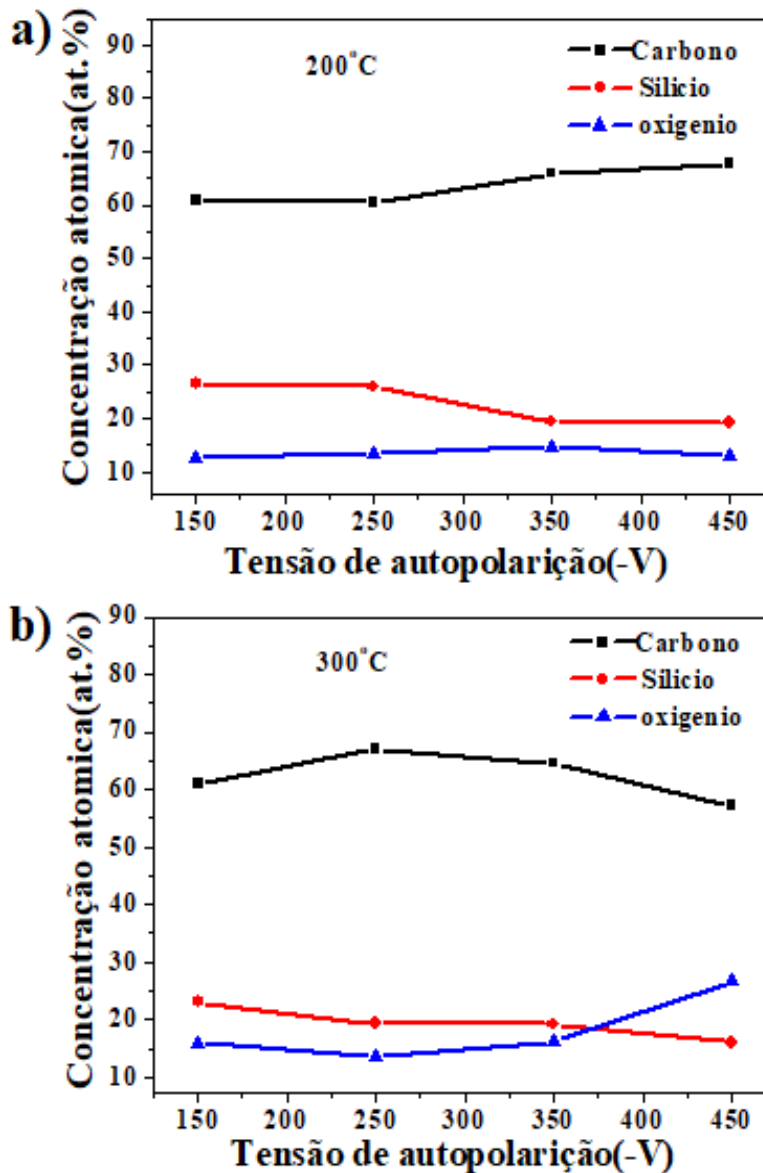 a)
Concentração atomica(at.%)
90
80
70
60
50
40
30
20
10
200°C
Carbono
Silicio
oxigenio
150 200 250 300 350 400 450
Tensão de autopolarição(-V)
b)
Concentração atomica(at.%)
90
80
70
60
50
40
30
20
10
300°C
Carbono
Silicio
oxigenio
150 200 250 300 350 400 450
Tensão de autopolarição(-V)